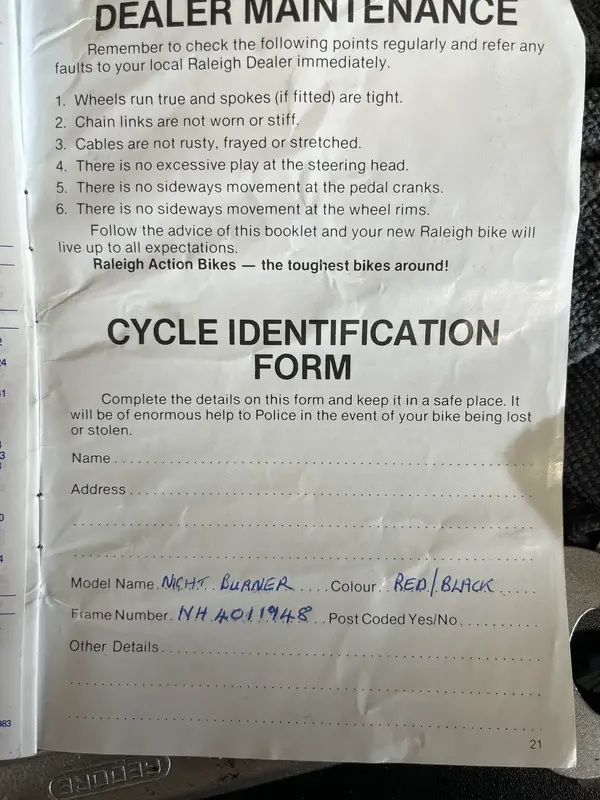 DEALER MAINTENANCE
Remember to check the following points regularly and refer any
faults to your local Raleigh Dealer immediately.
1. Wheels run true and spokes (if fitted) are tight.
2. Chain links are not worn or stiff.
3. Cables are not rusty, frayed or stretched.
4. There is no excessive play at the steering head.
5. There is no sideways movement at the pedal cranks.
6. There is no sideways movement at the wheel rims.
Follow the advice of this booklet and your new Raleigh bike will
live up to all expectations.
Raleigh Action Bikes — the toughest bikes around!
CYCLE IDENTIFICATION
FORM
Complete the details on this form and keep it in a safe place. It
will be of enormous help to Police in the event of your bike being lost
or stolen.
Name
Address
Model Name NIGHT BURNER Colour RED/BLACK
Frame Number NH 4011948 Post Coded Yes/No
Other Details
21
983
GEDORE